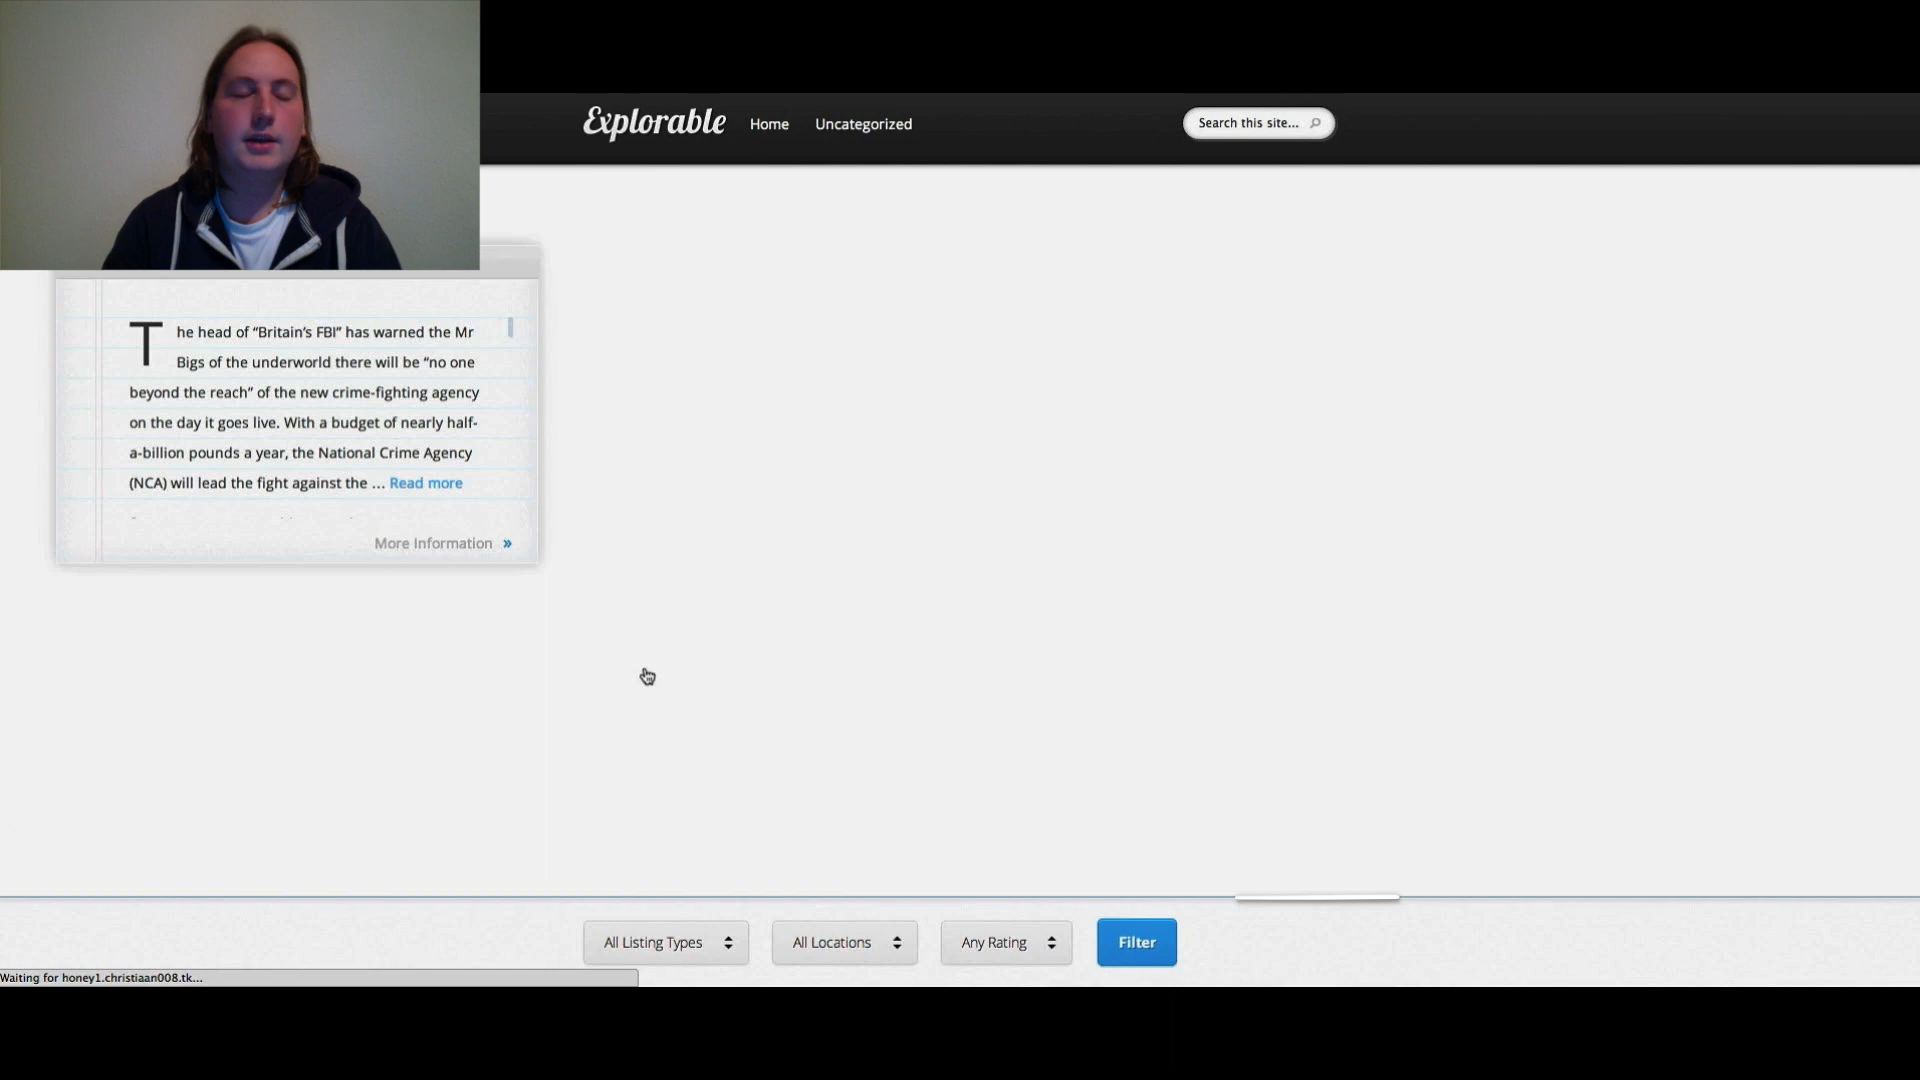 Explorable
Home
Uncategorized
Search this site...
The head of “Britain’s FBI” has warned the Mr
Bigs of the underworld there will be “no one
beyond the reach” of the new crime-fighting agency
on the day it goes live. With a budget of nearly half-
a-billion pounds a year, the National Crime Agency
(NCA) will lead the fight against the ... Read more
More Information »
All Listing Types
All Locations
Any Rating
Filter
Waiting for honey1.christiaan008.tk...